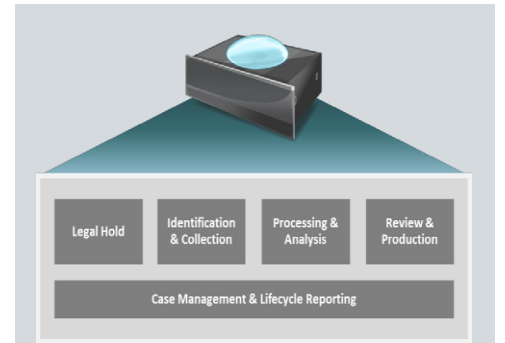 Legal Hold
Identification
& Collection
Processing &
Analysis
Review &
Production
Case Management & Lifecycle Reporting